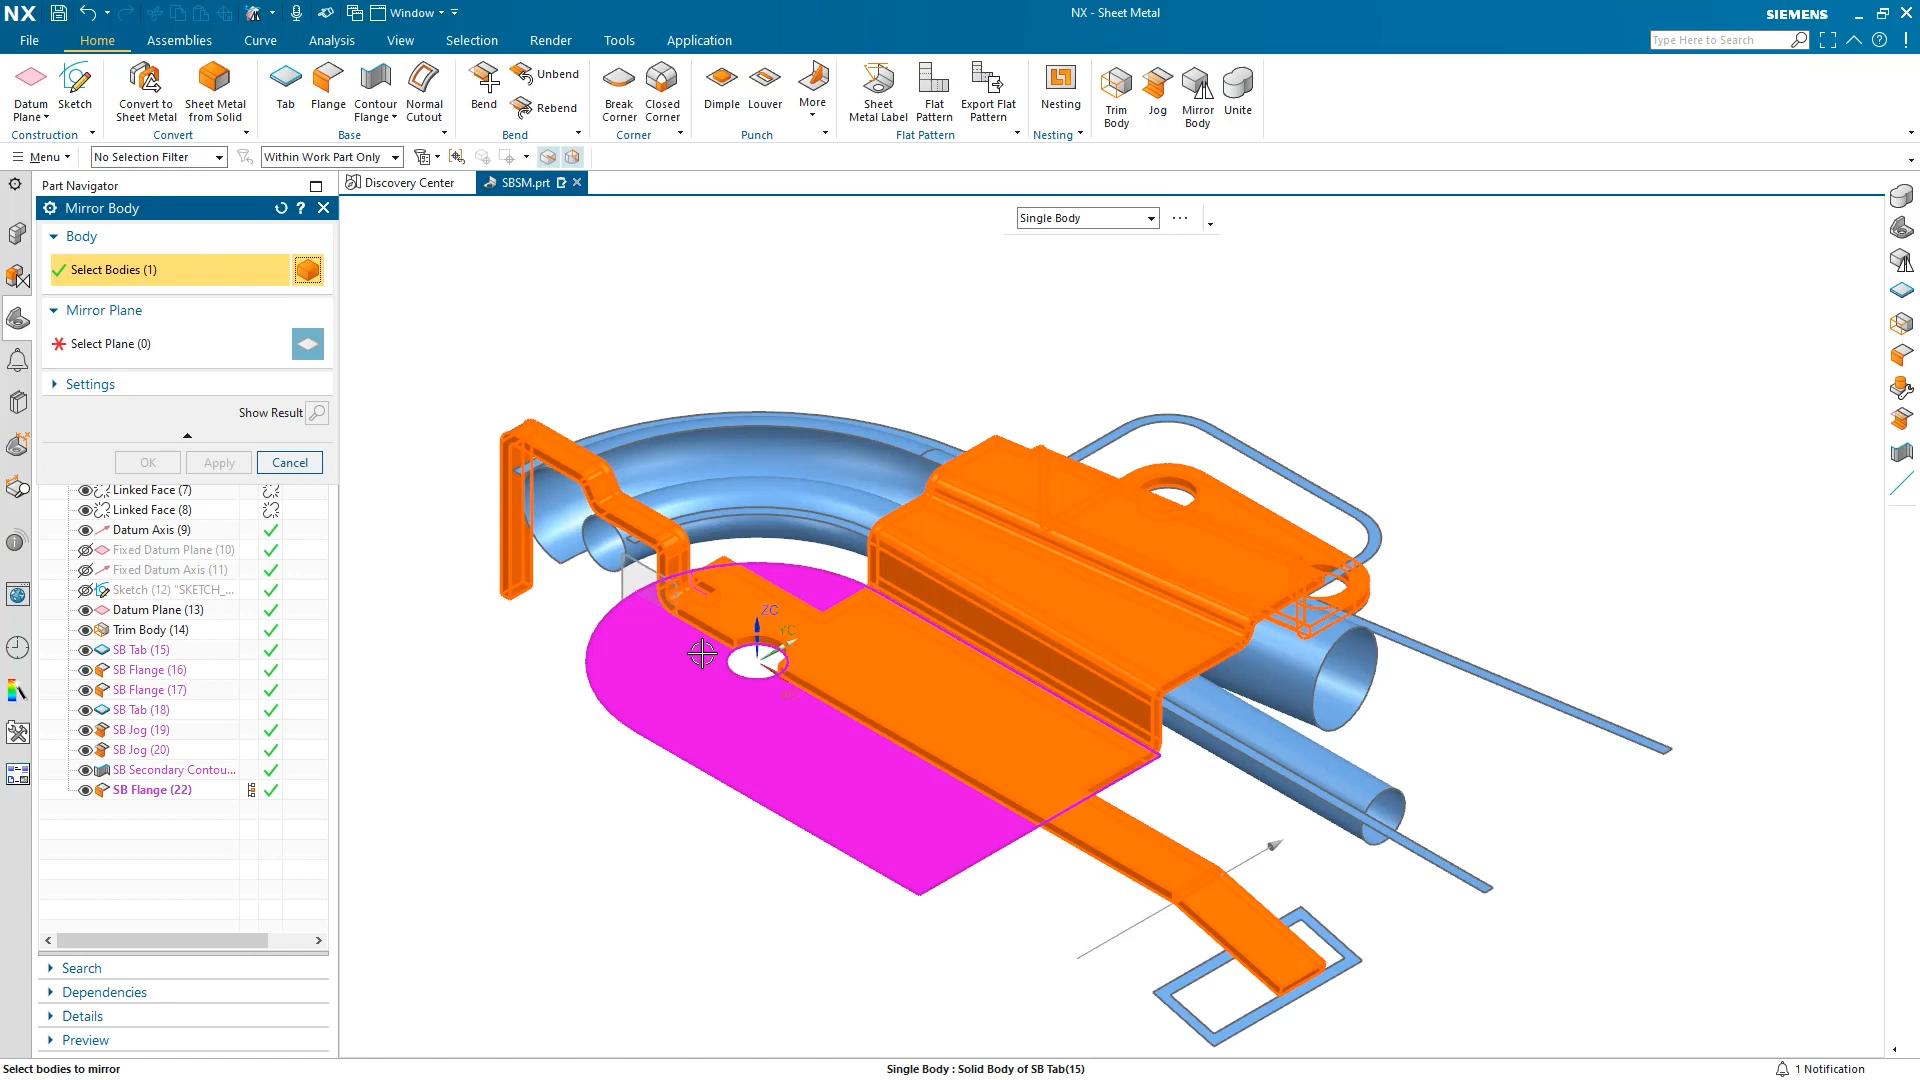 NX
Window
NX - Sheet Metal
SIEMENS
File
Home
Assemblies
Curve
Analysis
View
Selection
Render
Tools
Application
Type Here to Search
Datum Plane
Sketch
Convert to Sheet Metal
Sheet Metal from Solid
Tab
Flange
Contour Flange
Normal Cutout
Bend
Unbend
Rebend
Break Corner
Closed Corner
Dimple
Louver
More
Sheet Metal Label
Flat Pattern
Export Flat Pattern
Nesting
Trim Body
Jog
Mirror Body
Unite
Construction
Convert
Base
Bend
Corner
Punch
Flat Pattern
Nesting
Menu
No Selection Filter
Within Work Part Only
Part Navigator
Discovery Center
SBSM.prt
Mirror Body
Single Body
Body
Select Bodies (1)
Mirror Plane
Select Plane (0)
Settings
Show Result
OK
Apply
Cancel
Linked Face (7)
Linked Face (8)
Datum Axis (9)
Fixed Datum Plane (10)
Fixed Datum Axis (11)
Sketch (12) "SKETCH_...
Datum Plane (13)
Trim Body (14)
SB Tab (15)
SB Flange (16)
SB Flange (17)
SB Tab (18)
SB Jog (19)
SB Jog (20)
SB Secondary Contou...
SB Flange (22)
ZC
YC
Search
Dependencies
Details
Preview
Select bodies to mirror
Single Body : Solid Body of SB Tab(15)
1 Notification